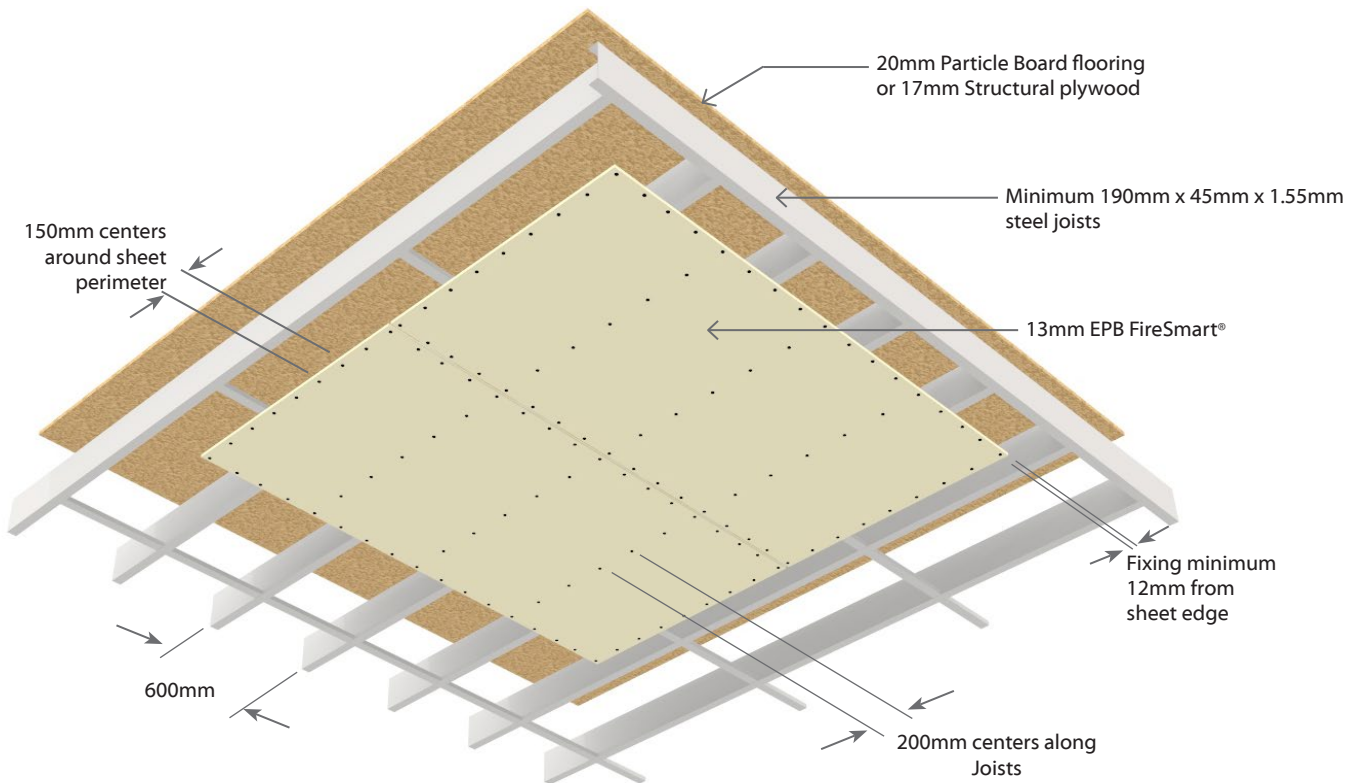 20mm Particle Board flooring
or 17mm Structural plywood
Minimum 190mm x 45mm x 1.55mm
steel joists
150mm centers
around sheet
perimeter
13mm EPB FireSmart®
Fixing minimum
12mm from
sheet edge
600mm
200mm centers along
Joists